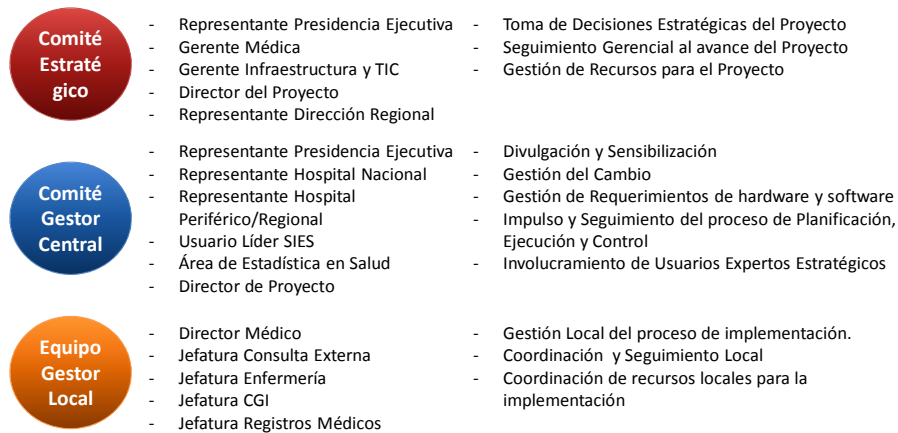 Comité
Estraté
gico
- Representante Presidencia Ejecutiva
- Gerente Médica
- Gerente Infraestructura y TIC
- Director del Proyecto
- Representante Dirección Regional
- Toma de Decisiones Estratégicas del Proyecto
- Seguimiento Gerencial al avance del Proyecto
- Gestión de Recursos para el Proyecto
Comité
Gestor
Central
- Representante Presidencia Ejecutiva
- Representante Hospital Nacional
- Representante Hospital
Periférico/Regional
- Usuario Líder SIES
- Área de Estadística en Salud
- Director de Proyecto
- Divulgación y Sensibilización
- Gestión del Cambio
- Gestión de Requerimientos de hardware y software
- Impulso y Seguimiento del proceso de Planificación,
Ejecución y Control
- Involucramiento de Usuarios Expertos Estratégicos
Equipo
Gestor
Local
- Director Médico
- Jefatura Consulta Externa
- Jefatura Enfermería
- Jefatura CGI
- Jefatura Registros Médicos
- Gestión Local del proceso de implementación.
- Coordinación y Seguimiento Local
- Coordinación de recursos locales para la
implementación